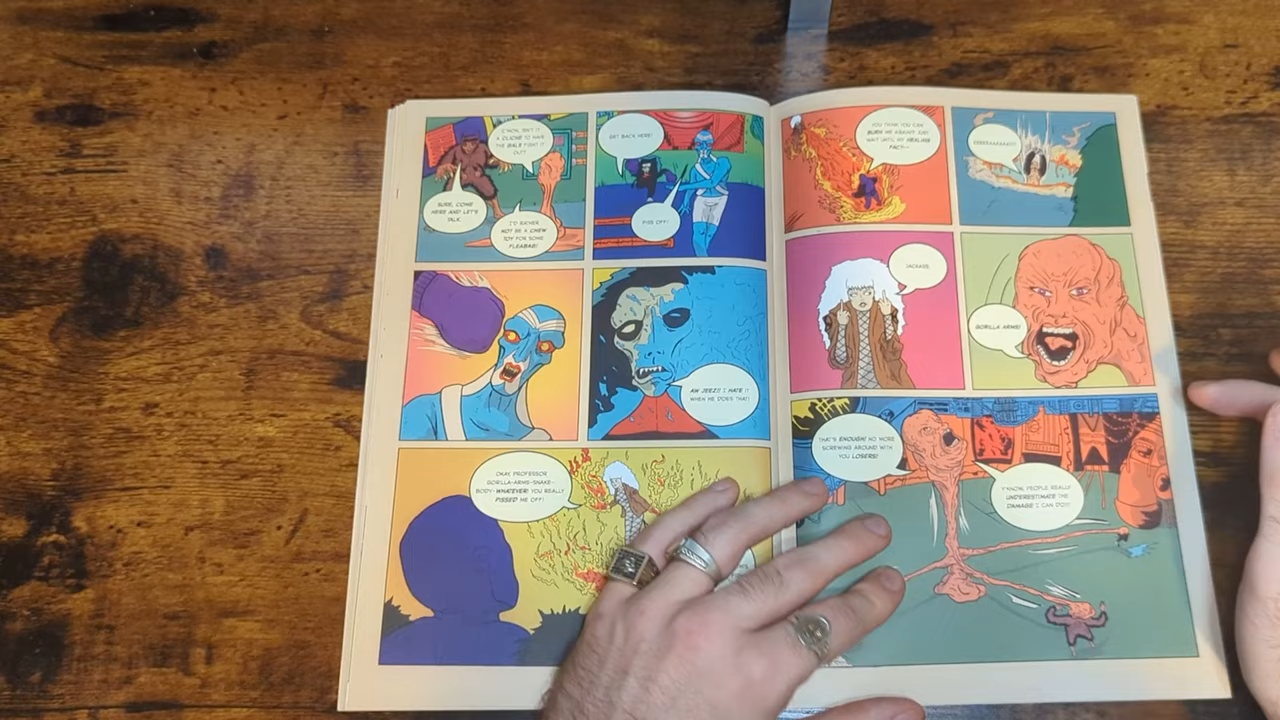 C'MON, ISN'T IT
A CLICHE TO HAVE
THE GALS FIGHT IT
OUT?
SURE, COME
HERE AND LET'S
TALK.
I'D RATHER
NOT BE A CHEW
TOY FOR SOME
FLEABAG!
GET BACK HERE!
PISS OFF!
AW JEEZ!! I HATE IT
WHEN HE DOES THAT!
OKAY PROFESSOR
GORILLA-ARMS-SNAKE-
BODY-WHATEVER! YOU REALLY
PISSED ME OFF!
YOU THINK YOU CAN
BURN ME AGAIN? JUST
WAIT UNTIL MY HEALING
FACT--
JACKASS.
GORILLA ARMS!
THAT'S ENOUGH! NO MORE
SCREWING AROUND WITH
YOU LOSERS!
Y'KNOW, PEOPLE REALLY
UNDERESTIMATE THE
DAMAGE I CAN DO!!!